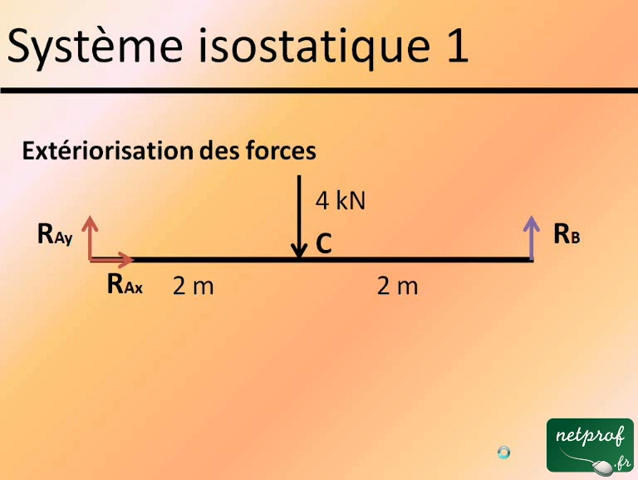 Système isostatique 1
Extériorisation des forces
4 kN
RAy
C
RB
RAx 2 m 2 m
netprof
.fr